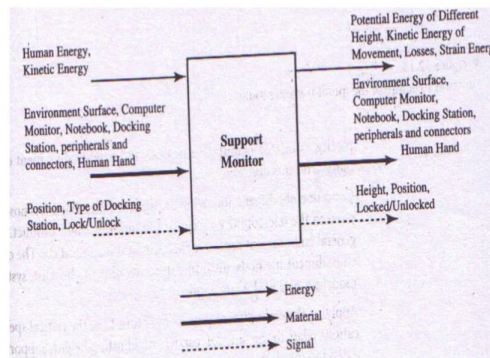 Human Energy,
Kinetic Energy
Environment Surface, Computer
Monitor, Notebook, Docking
Station, peripherals and
connectors, Human Hand
Position, Type of Docking
Station, Lock/Unlock
Support
Monitor
Potential Energy of Different
Height, Kinetic Energy of
Movement, Losses, Strain Energ
Environment Surface,
Computer Monitor,
Notebook, Docking Station,
peripherals and connectors
Human Hand
Height, Position,
Locked/Unlocked
Energy
Material
Signal